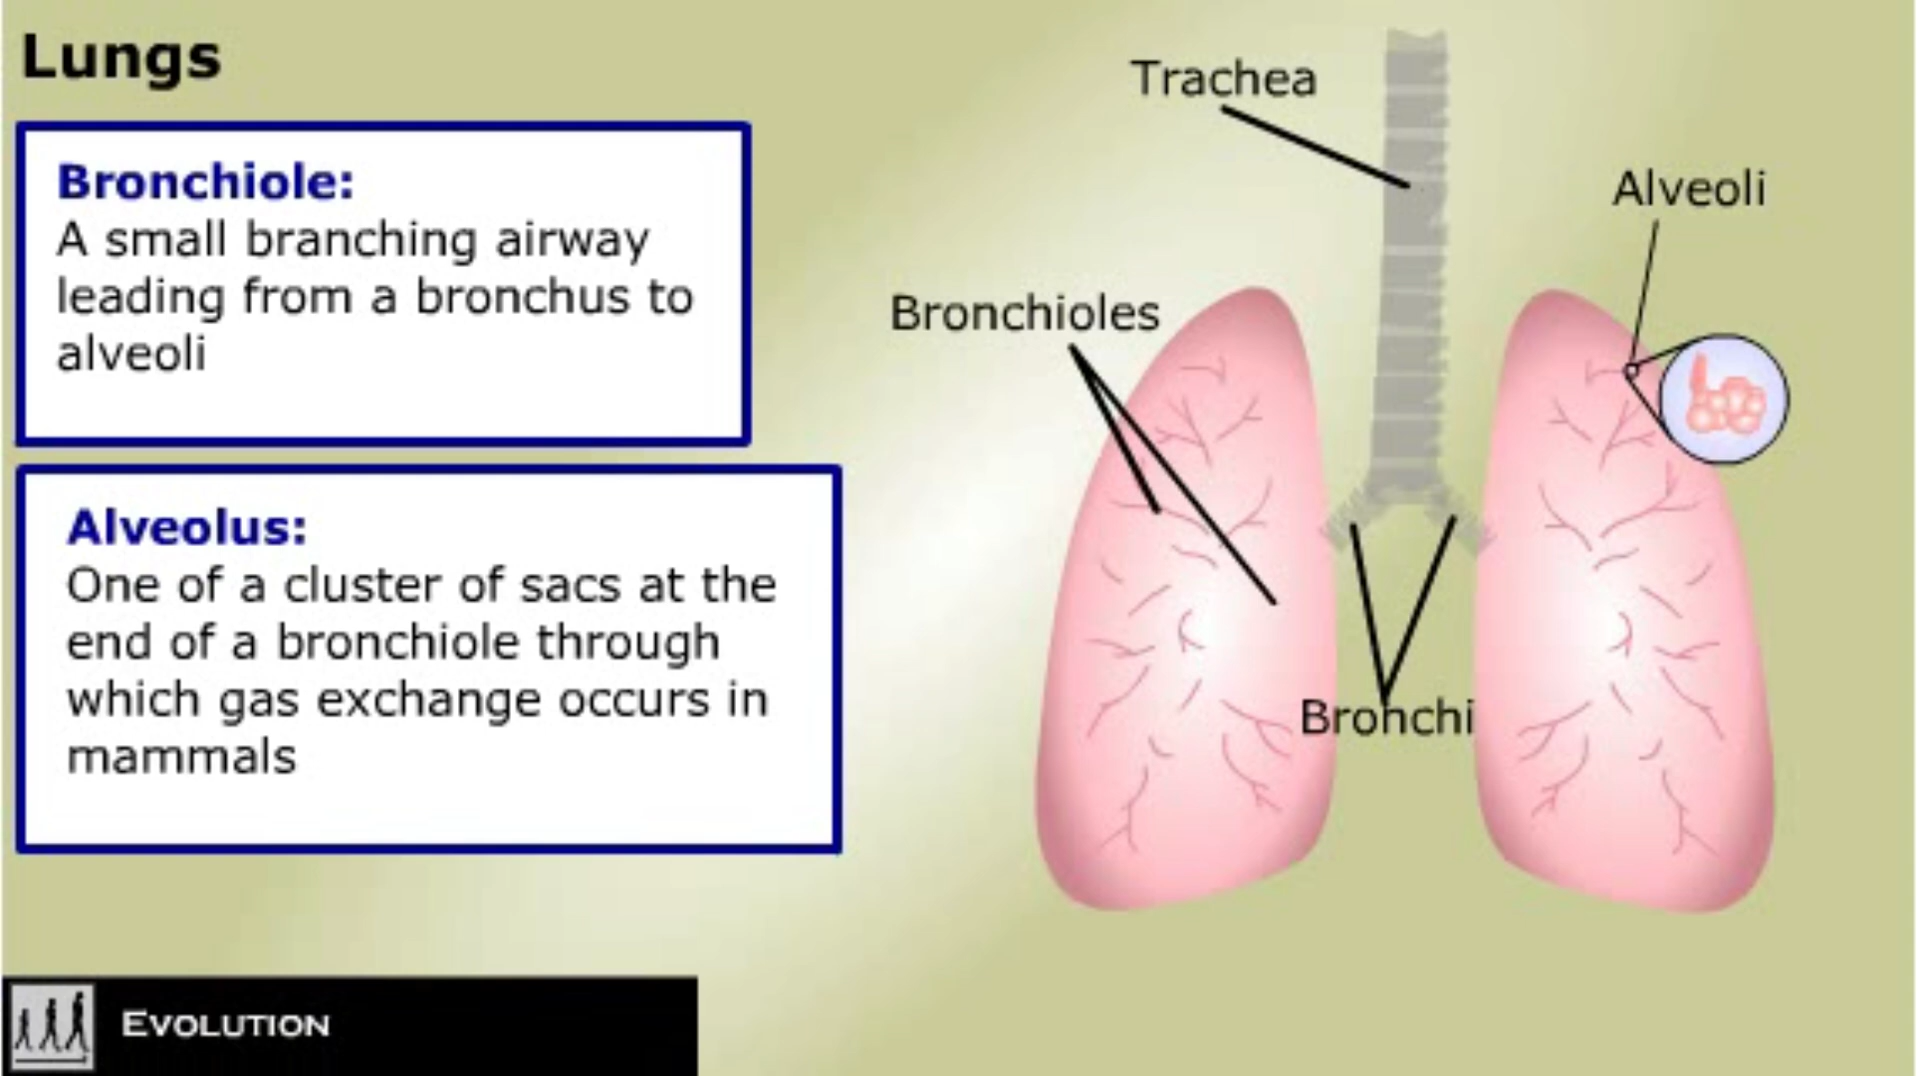 Lungs
Bronchiole:
A small branching airway
leading from a bronchus to
alveoli
Alveolus:
One of a cluster of sacs at the
end of a bronchiole through
which gas exchange occurs in
mammals
Trachea
Alveoli
Bronchioles
Bronchi
EVOLUTION